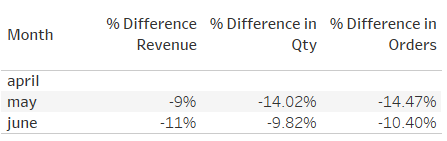 Month % Difference Revenue % Difference in Qty % Difference in Orders
april
may -9% -14.02% -14.47%
june -11% -9.82% -10.40%